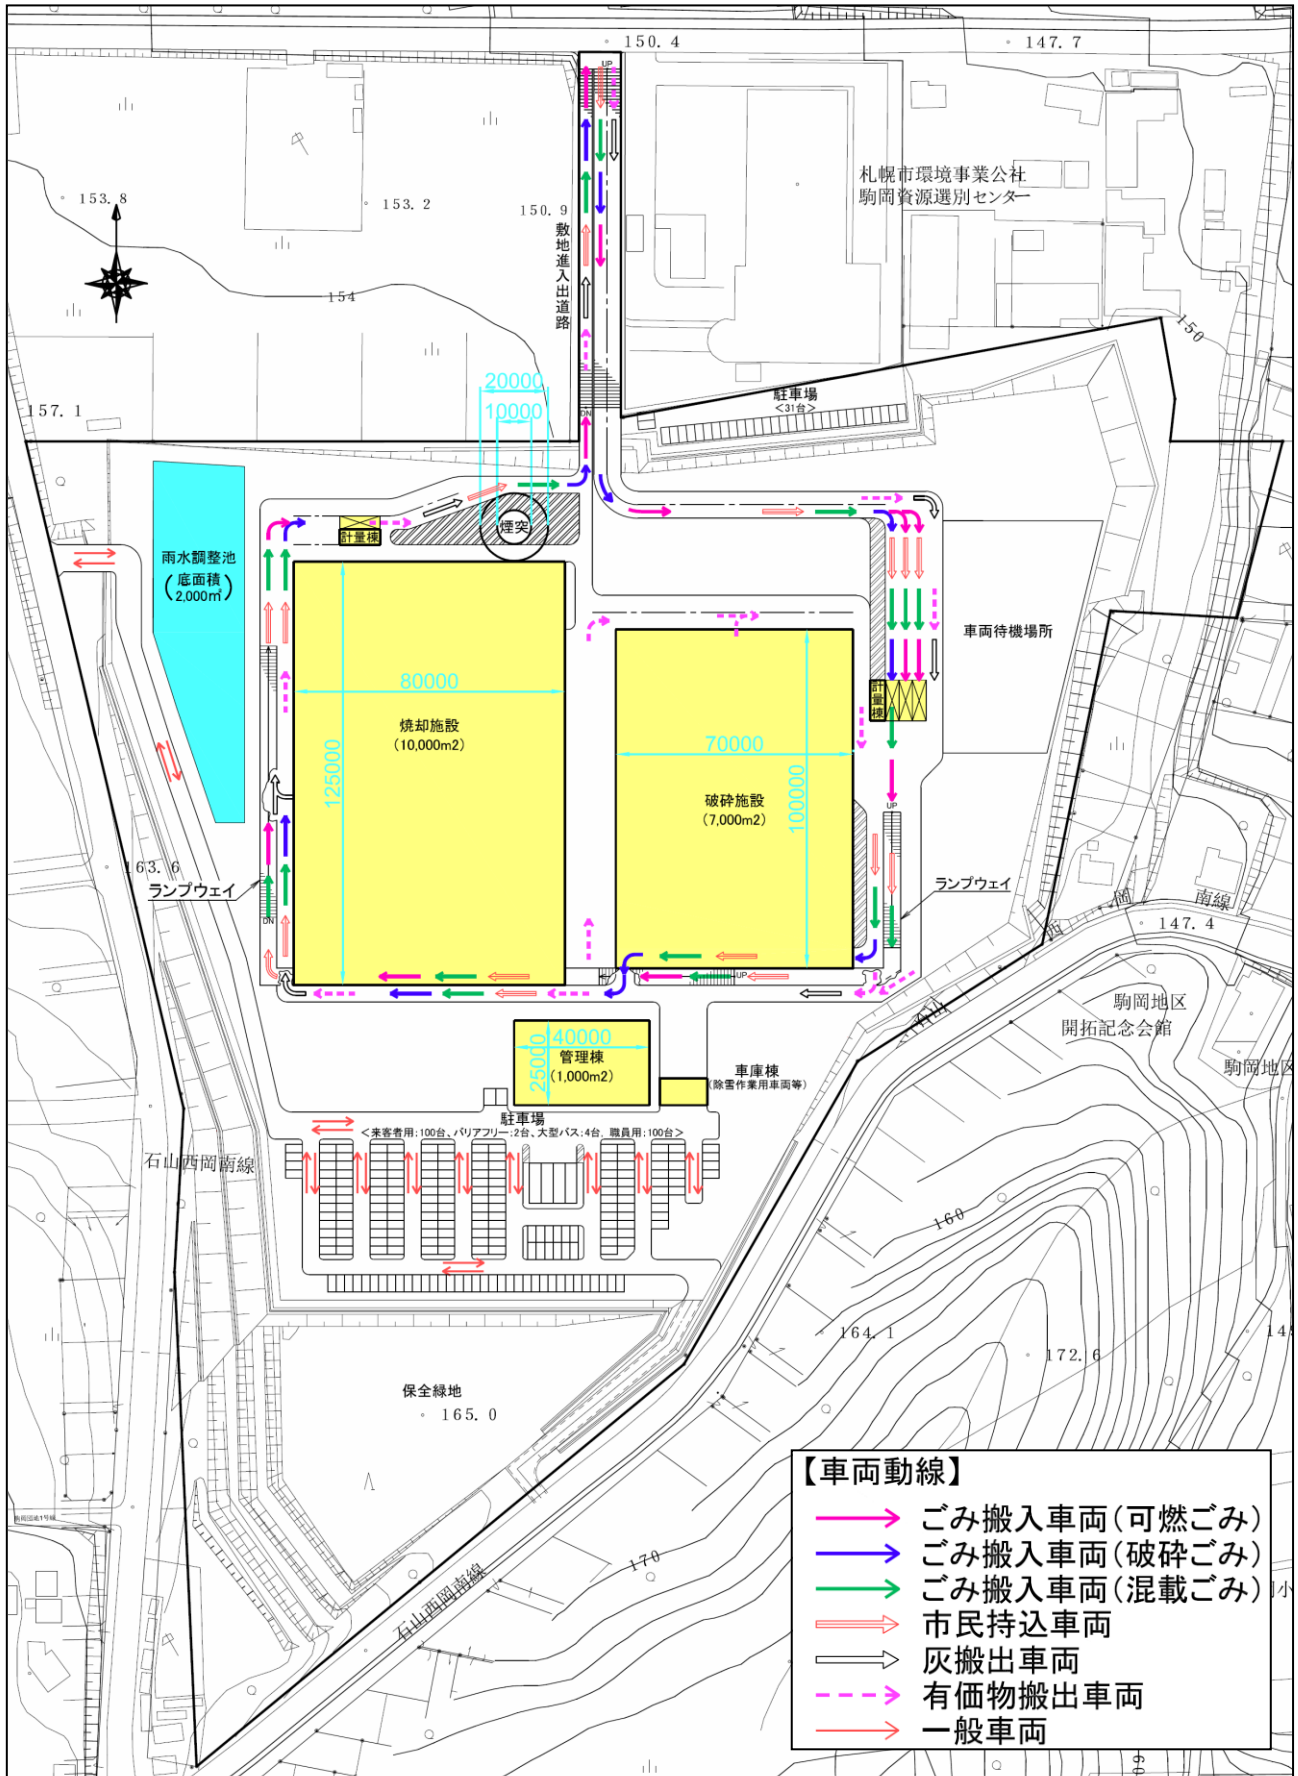 150.4
147.7
UP
札幌市環境事業公社
駒岡資源選別センター
153.8
153.2
150.9
敷地進入出道路
154
150
157.1
20000
10000
DN
駐車場
<31台>
煙突
計量棟
雨水調整池
(底面積
2,000㎡)
車両待機場所
80000
焼却施設
(10,000m2)
125000
計量棟
70000
破砕施設
(7,000m2)
100000
UP
163.6
ランプウェイ
DN
ランプウェイ
西岡南線
147.4
UP
駒岡地区
開拓記念会館
駒岡地区
40000
25000
管理棟
(1,000m2)
車庫棟
(除雪作業用車両等)
駐車場
<来客者用:100台、バリアフリー:2台、大型バス:4台、職員用:100台>
石山西岡南線
石山
160
164.1
172.6
14
保全緑地
165.0
170
石山西岡南線
【車両動線】
ごみ搬入車両(可燃ごみ)
ごみ搬入車両(破砕ごみ)
ごみ搬入車両(混載ごみ)
小
市民持込車両
灰搬出車両
有価物搬出車両
一般車両